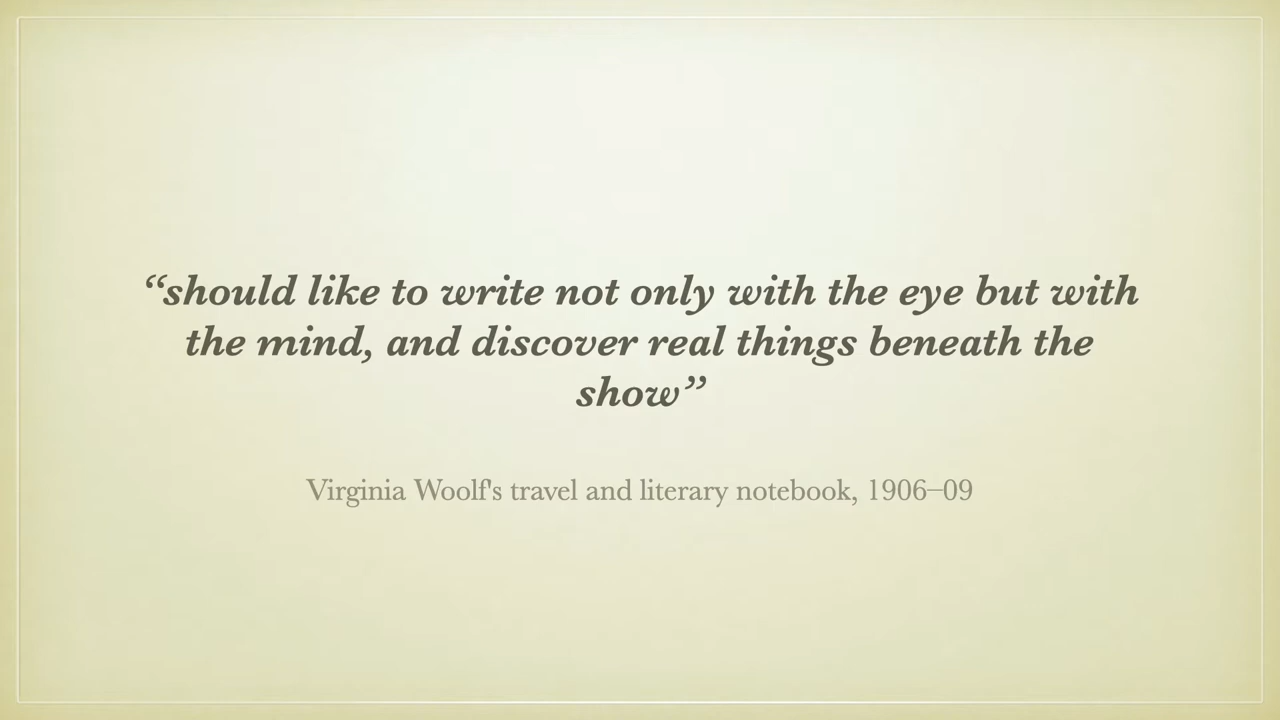 “should like to write not only with the eye but with
the mind, and discover real things beneath the
show”
Virginia Woolf's travel and literary notebook, 1906–09